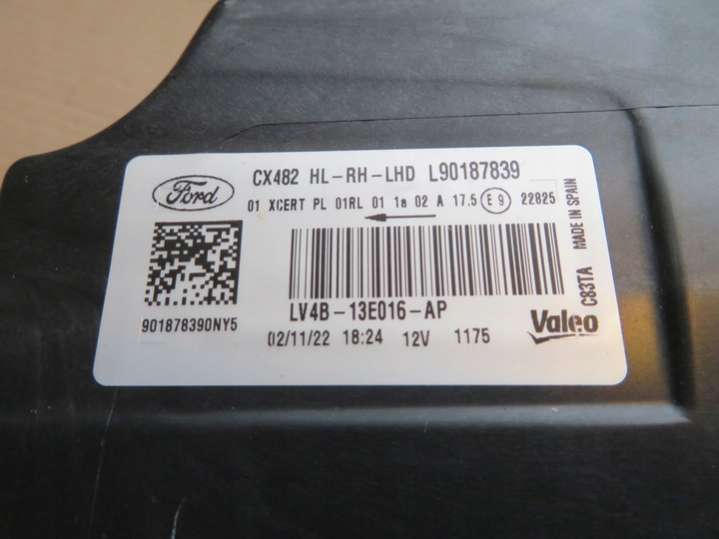 Ford
CX482 HL-RH-LHD L90187839
01 XCERT PL 01RL 01 1a 02 A 17.5 E9 22825
901878390NY5
LV4B-13E016-AP
02/11/22 18:24 12V 1175
Valeo
C83TA MADE IN SPAIN